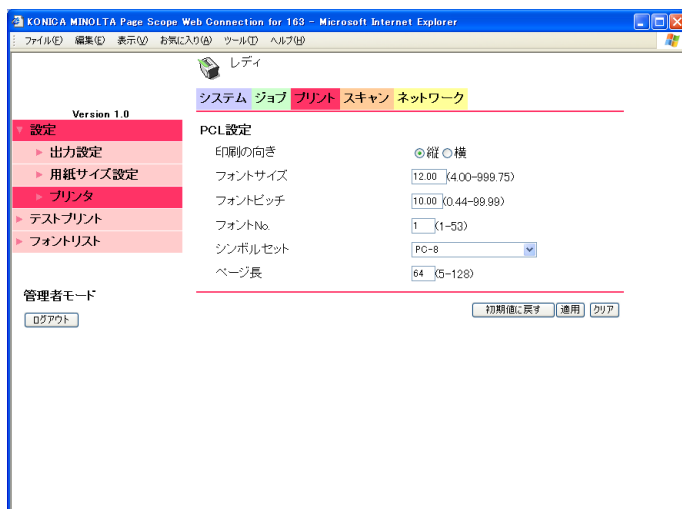 KONICA MINOLTA Page Scope Web Connection for 163 - Microsoft Internet Explorer
ファイル(F) 編集(E) 表示(V) お気に入り(A) ツール(T) ヘルプ(H)
レディ
システム ジョブ プリント スキャン ネットワーク
Version 1.0
設定
出力設定
用紙サイズ設定
プリンタ
テストプリント
フォントリスト
管理者モード
ログアウト
PCL設定
印刷の向き 縦 横
フォントサイズ 12.00 (4.00-999.75)
フォントピッチ 10.00 (0.44-99.99)
フォントNo. 1 (1-53)
シンボルセット PC-8
ページ長 64 (5-128)
初期値に戻す 適用 クリア